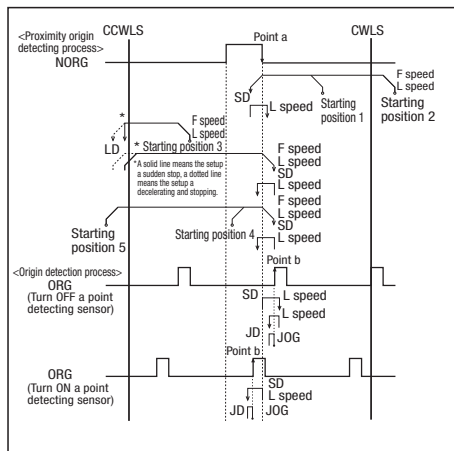 CCWLS
CWLS
<Proximity origin
detecting process>
NORG
Point a
SD
L speed
Starting
position 1
F speed
L speed
Starting
position 2
*
F speed
L speed
LD
* Starting position 3
*A solid line means the setup
a sudden stop, a dotted line
means the setup a
decelerating and stopping.
F speed
L speed
SD
L speed
F speed
L speed
SD
L speed
Starting
position 5
Starting
position 4
<Origin detection process>
ORG
(Turn OFF a point
detecting sensor)
Point b
SD
L speed
L speed
JD
JOG
Point b
ORG
(Turn ON a point
detecting sensor)
SD
L speed
JD
JOG